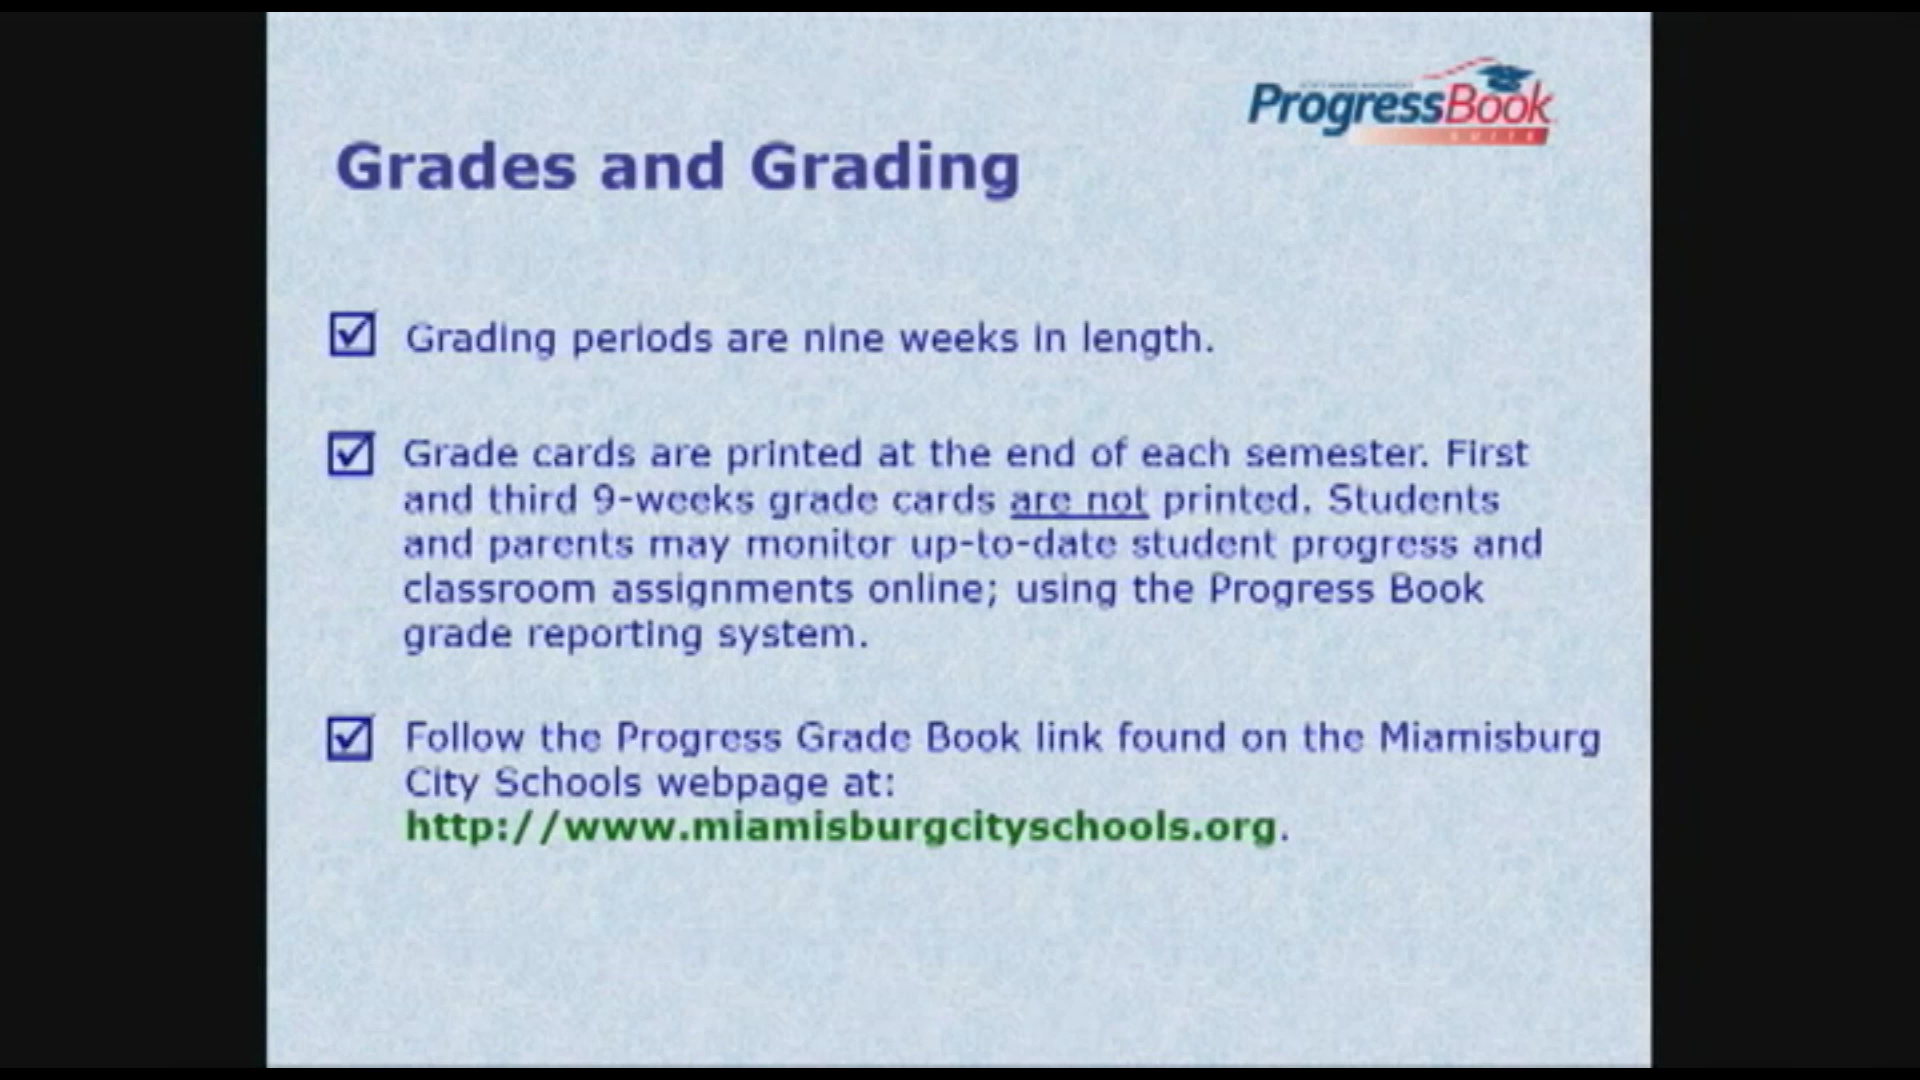 ProgressBook
SUITE
Grades and Grading
Grading periods are nine weeks in length.
Grade cards are printed at the end of each semester. First
and third 9-weeks grade cards are not printed. Students
and parents may monitor up-to-date student progress and
classroom assignments online; using the Progress Book
grade reporting system.
Follow the Progress Grade Book link found on the Miamisburg
City Schools webpage at:
http://www.miamisburgcityschools.org.